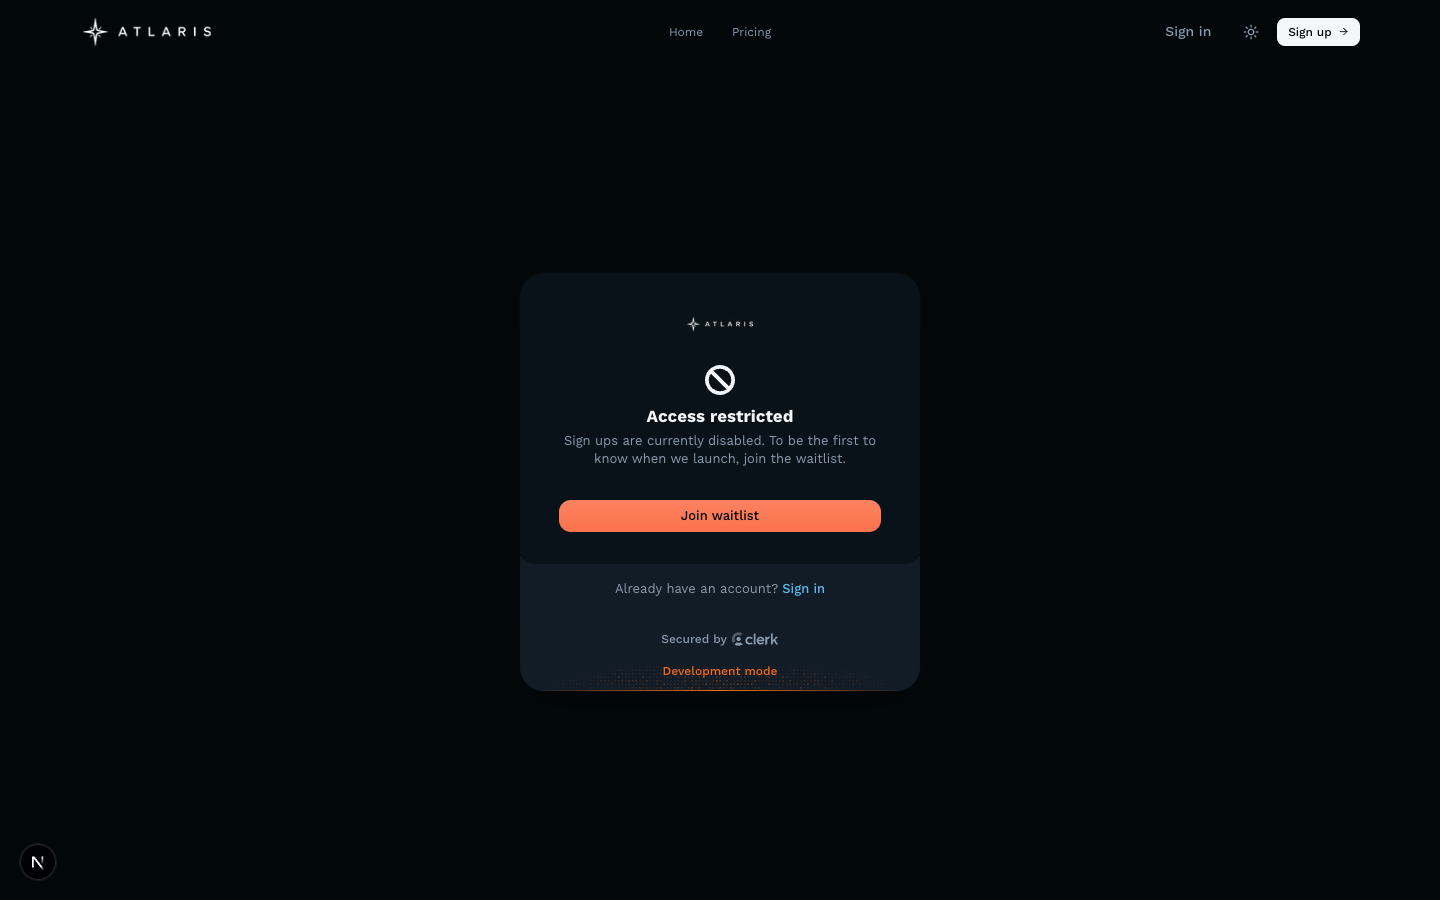 ATLARIS
Home
Pricing
Sign in
Sign up →
ATLARIS
Access restricted
Sign ups are currently disabled. To be the first to
know when we launch, join the waitlist.
Join waitlist
Already have an account? Sign in
Secured by clerk
Development mode
N